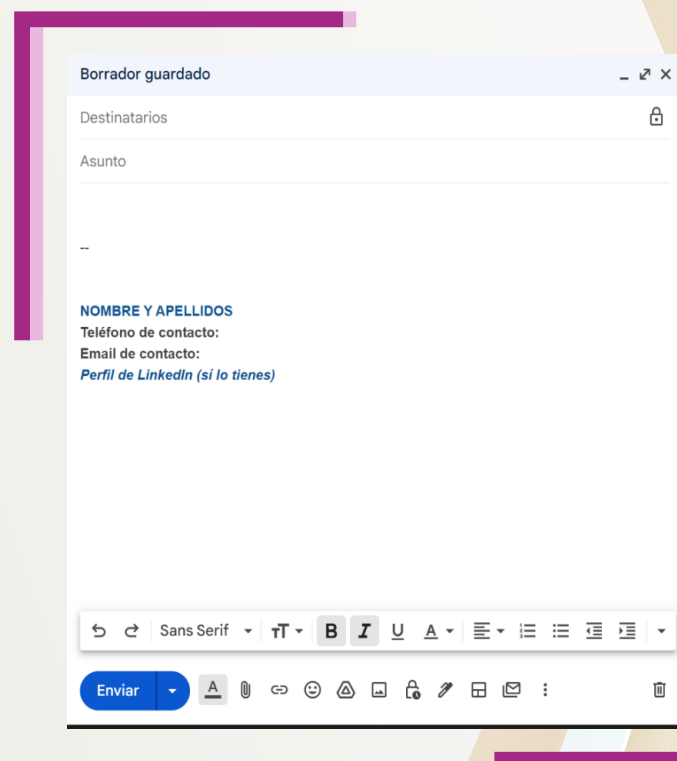 Borrador guardado
Destinatarios
Asunto
--
NOMBRE Y APELLIDOS
Teléfono de contacto:
Email de contacto:
Perfil de LinkedIn (sí lo tienes)
Sans Serif
Enviar